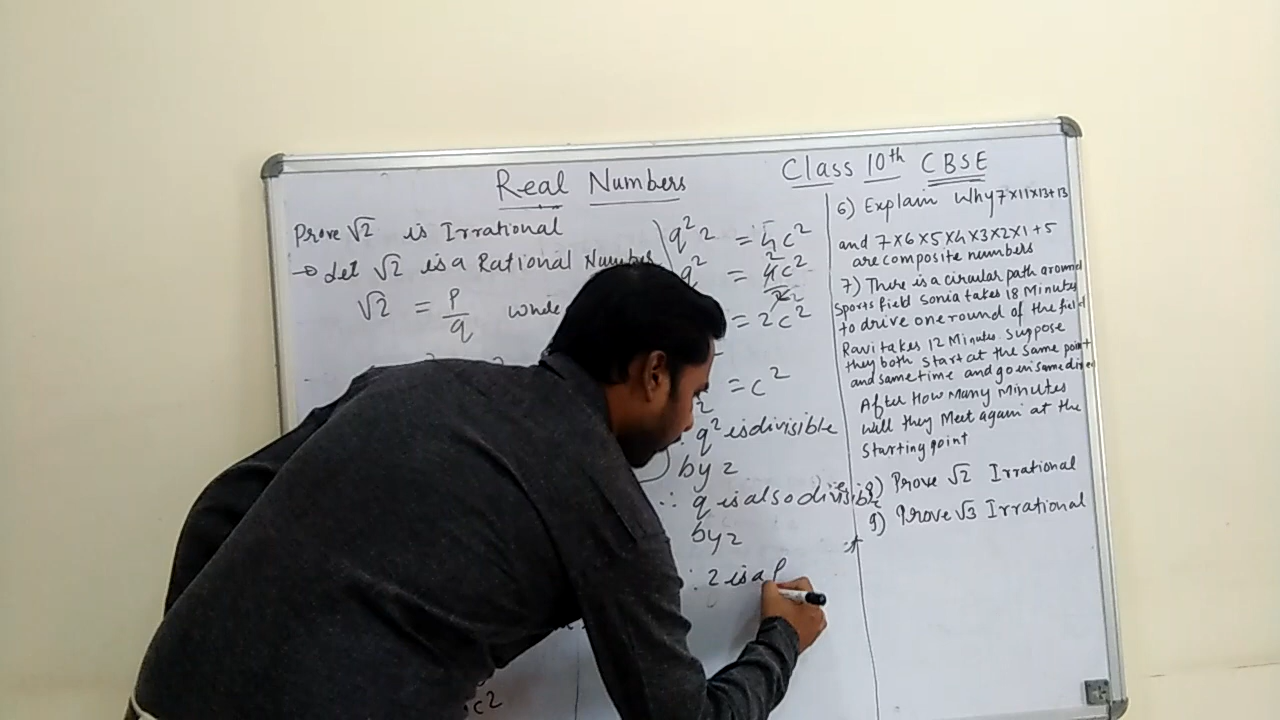 Real Numbers
Class 10th CBSE
Prove √2 is Irrational
→ Let √2 is a Rational Number
√2 = p/q where
q² 2 = 4c²
q² = 4c²/2
= 2c²
= c²
q² is divisible
by 2
∴ q is also divisible
by 2
∴ 2 is a P
c2
6) Explain Why 7×11×13+13
and 7×6×5×4×3×2×1+5
are composite numbers
7) There is a circular path around
Sports field Sonia takes 18 Minutes
to drive one round of the field
Ravi takes 12 Minutes Suppose
they both start at the same point
and same time and go in same direc
After How Many Minutes
will they Meet again at the
Starting point
8) Prove √2 Irrational
9) Prove √3 Irrational